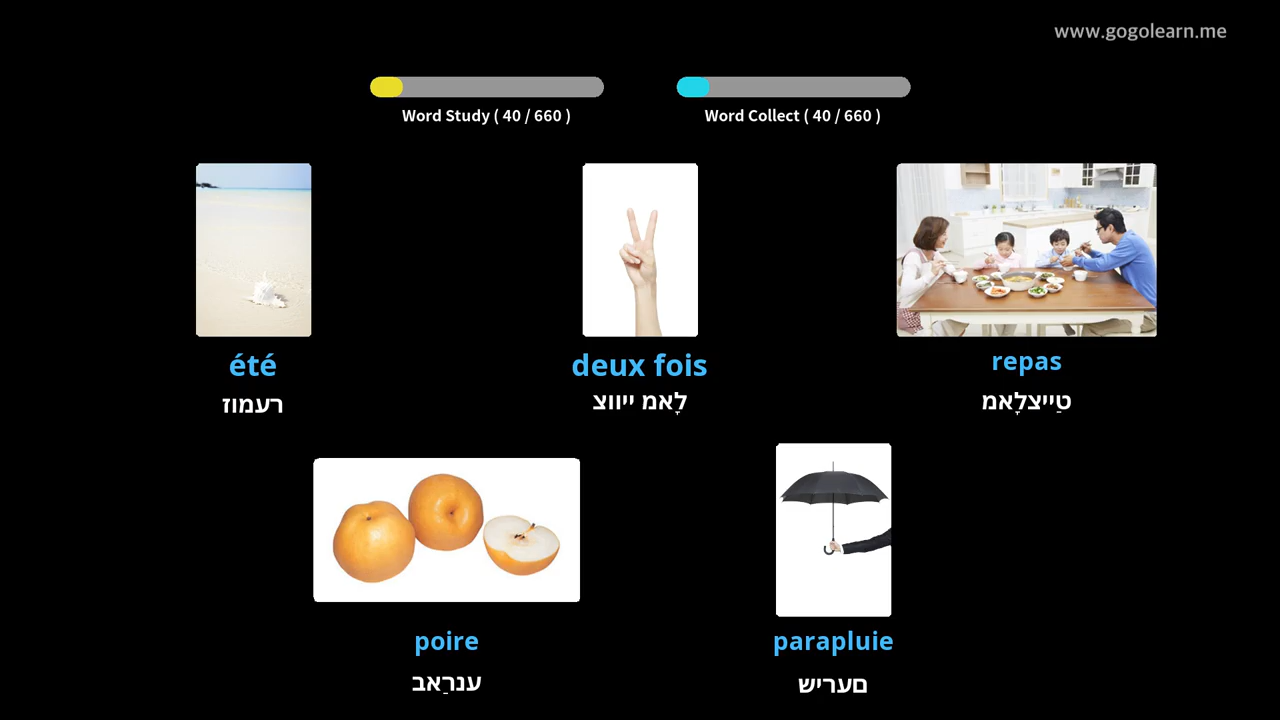 www.gogolearn.me
Word Study ( 40 / 660 )
Word Collect ( 40 / 660 )
été
רעמוז
deux fois
לָאמ ייווצ
repas
טַייצלָאמ
poire
ענרַאב
parapluie
םעריש